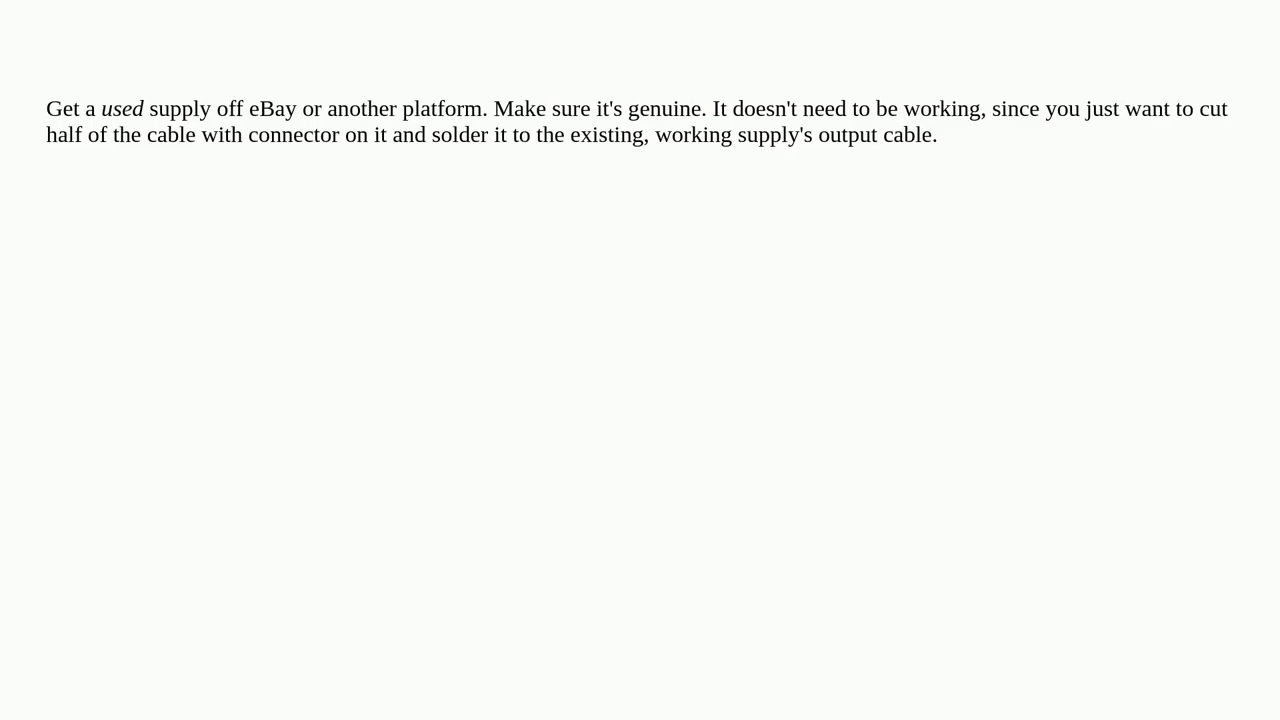 Get a used supply off eBay or another platform. Make sure it's genuine. It doesn't need to be working, since you just want to cut
half of the cable with connector on it and solder it to the existing, working supply's output cable.